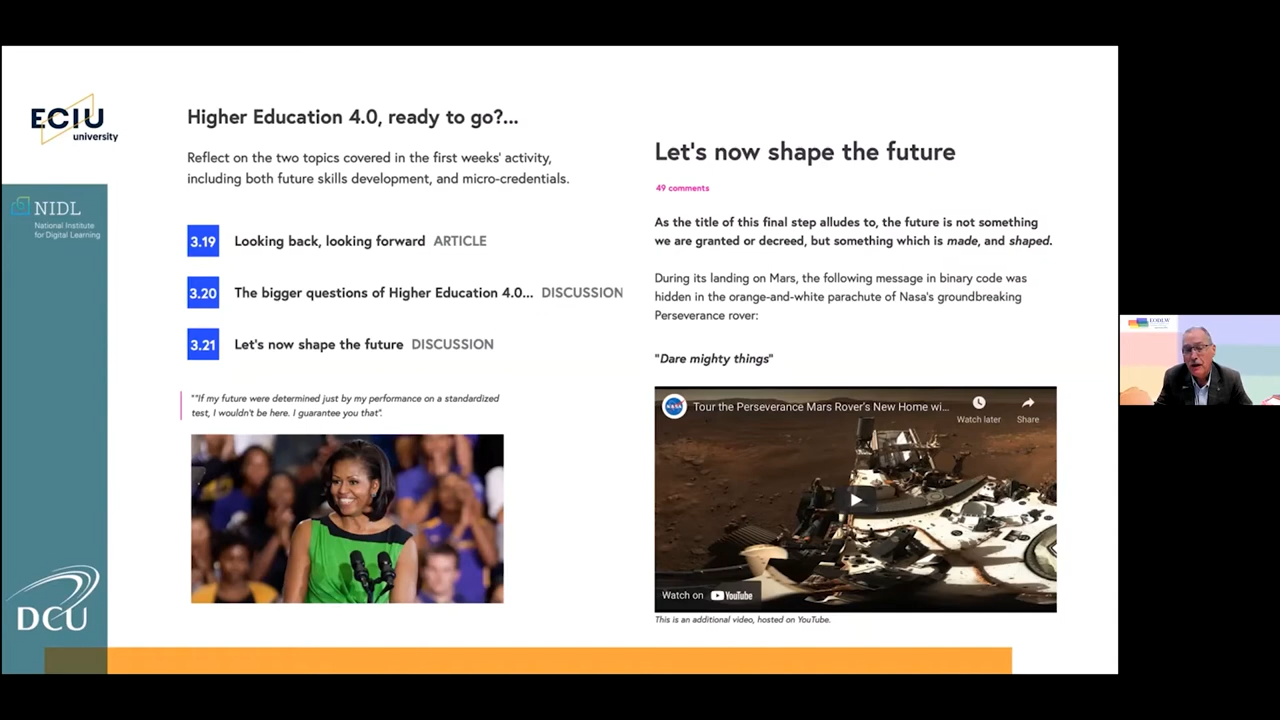 ECIU
university
NIDL
National Institute
for Digital Learning
DCU
Higher Education 4.0, ready to go?...
Reflect on the two topics covered in the first weeks' activity,
including both future skills development, and micro-credentials.
3.19 Looking back, looking forward ARTICLE
3.20 The bigger questions of Higher Education 4.0... DISCUSSION
3.21 Let's now shape the future DISCUSSION
""If my future were determined just by my performance on a standardized
test, I wouldn't be here. I guarantee you that".
Let's now shape the future
49 comments
As the title of this final step alludes to, the future is not something
we are granted or decreed, but something which is made, and shaped.
During its landing on Mars, the following message in binary code was
hidden in the orange-and-white parachute of Nasa's groundbreaking
Perseverance rover:
"Dare mighty things"
NASA
Tour the Perseverance Mars Rover's New Home wi...
Watch later
Share
Watch on YouTube
This is an additional video, hosted on YouTube.
EODLW